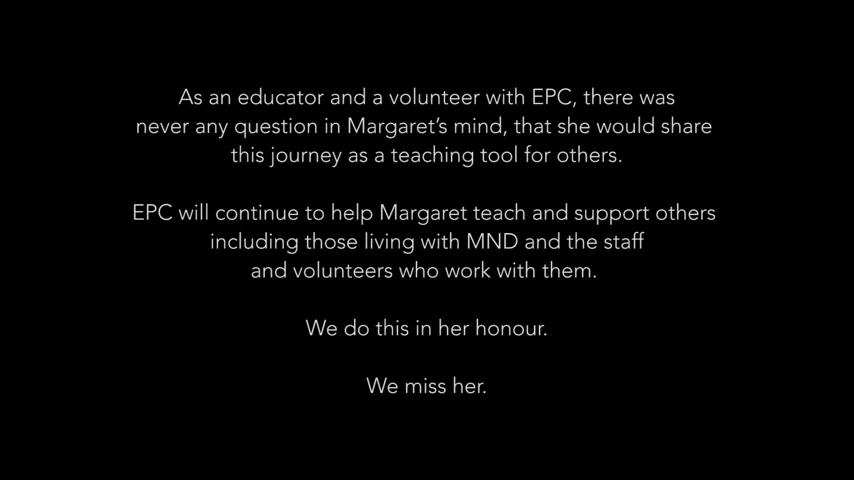 As an educator and a volunteer with EPC, there was
never any question in Margaret’s mind, that she would share
this journey as a teaching tool for others.
EPC will continue to help Margaret teach and support others
including those living with MND and the staff
and volunteers who work with them.
We do this in her honour.
We miss her.